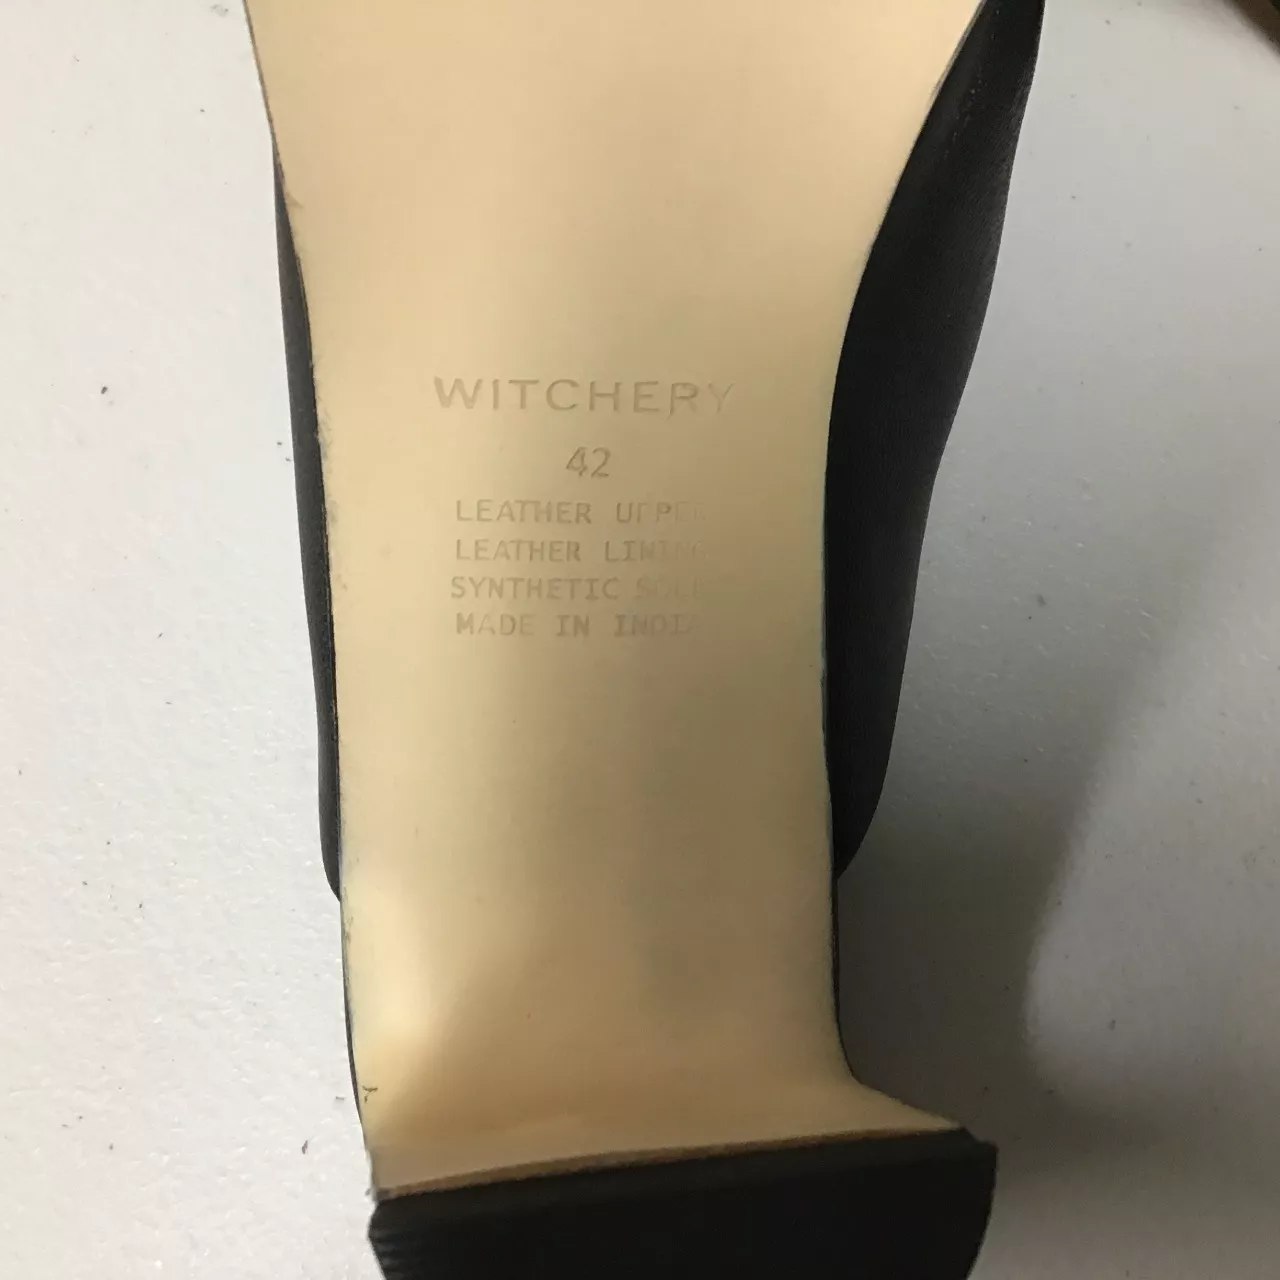 WITCHERY
42
LEATHER UPPER
LEATHER LINING
SYNTHETIC SOLE
MADE IN INDIA